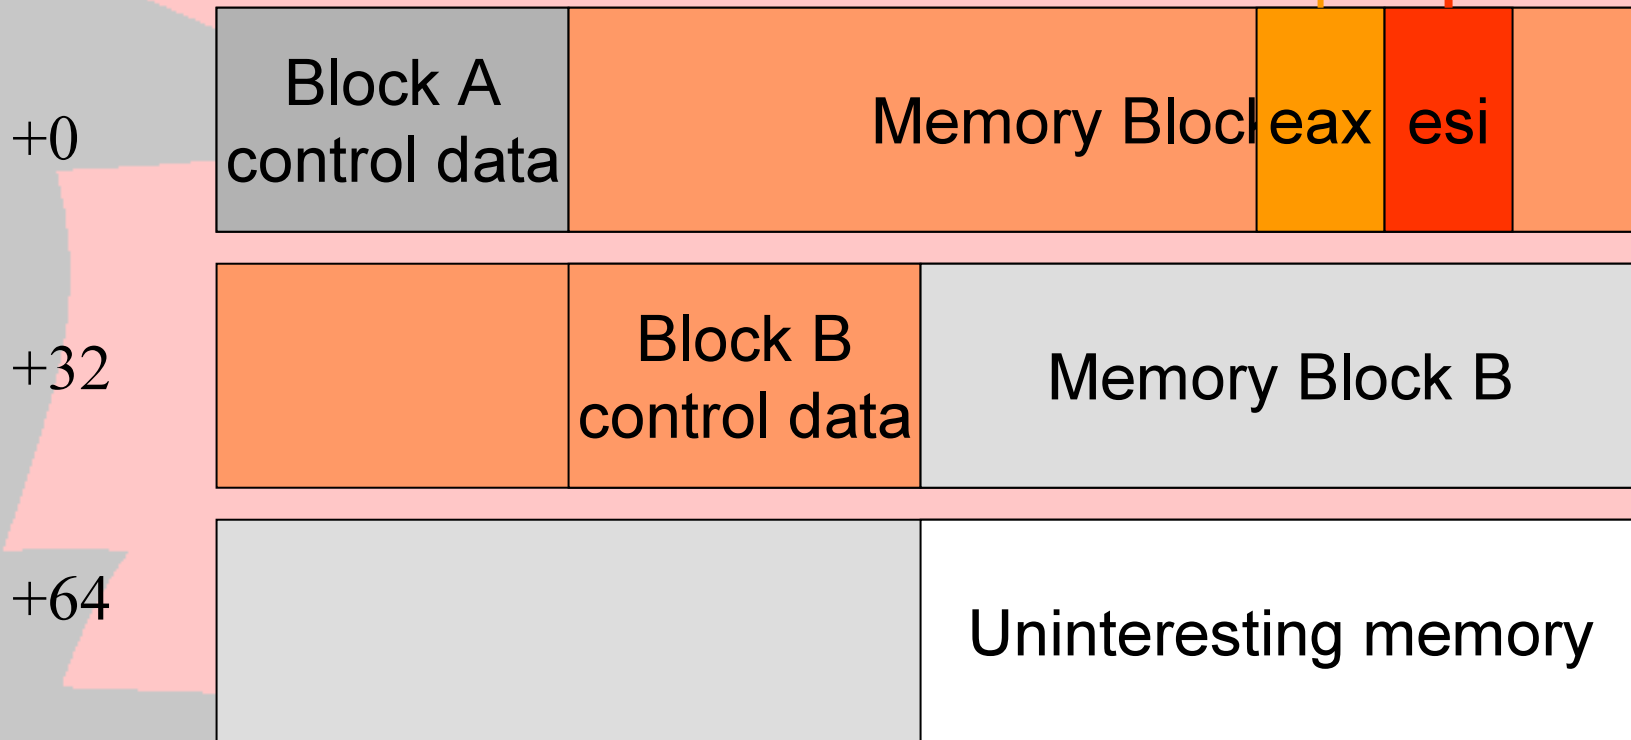 +0
Block A
control data
Memory Block
eax
esi
+32
Block B
control data
Memory Block B
+64
Uninteresting memory